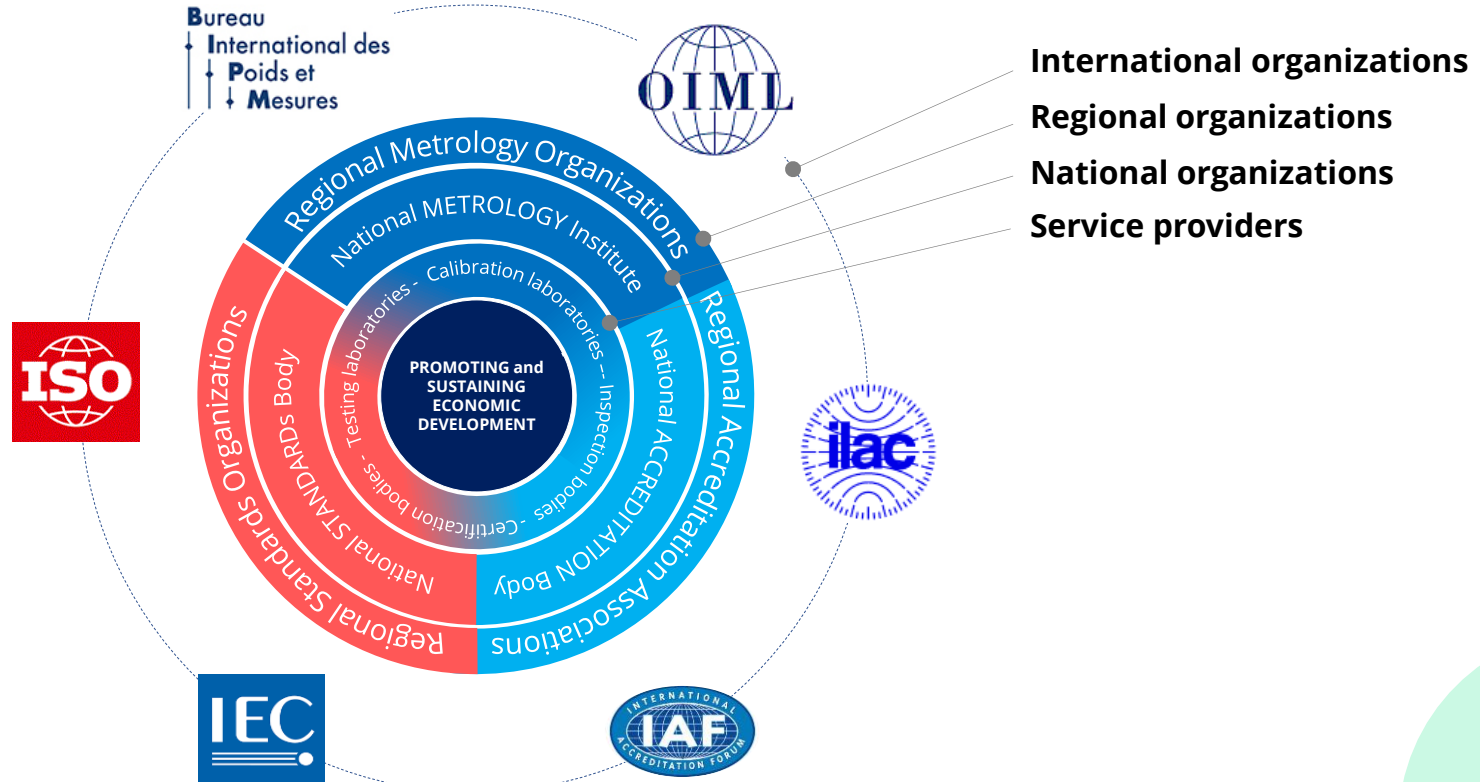 Bureau
International des
Poids et
Mesures
OIML
International organizations
Regional organizations
National organizations
Service providers
Regional Metrology Organizations
National METROLOGY Institute
Regional Accreditation Associations
National ACCREDITATION Body
Regional Standards Organizations
National STANDARDs Body
Testing laboratories - Calibration laboratories –- Inspection bodies - Certification bodies -
PROMOTING and
SUSTAINING
ECONOMIC
DEVELOPMENT
ISO
ilac
IEC
INTERNATIONAL
IAF
ACCREDITATION FORUM